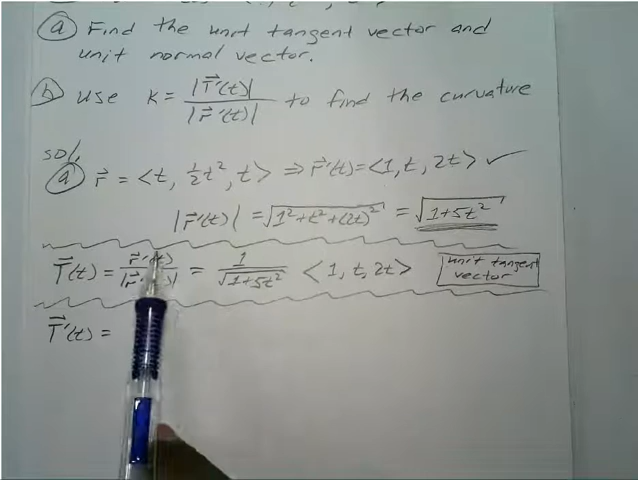 ⓐ Find the unit tangent vector and
unit normal vector.
ⓑ Use K = |T⃗'(t)| / |r⃗'(t)| to find the curvature
sol.
ⓐ r⃗ = <t, ½t², t> ⇒ r⃗'(t) = <1, t, 2t> ✓
|r⃗'(t)| = √(1² + t² + (2t)²) = √(1+5t²)
T⃗(t) = r⃗'(t) / |r⃗'(t)| = 1 / √(1+5t²) <1, t, 2t> unit tangent vector
T⃗'(t) =